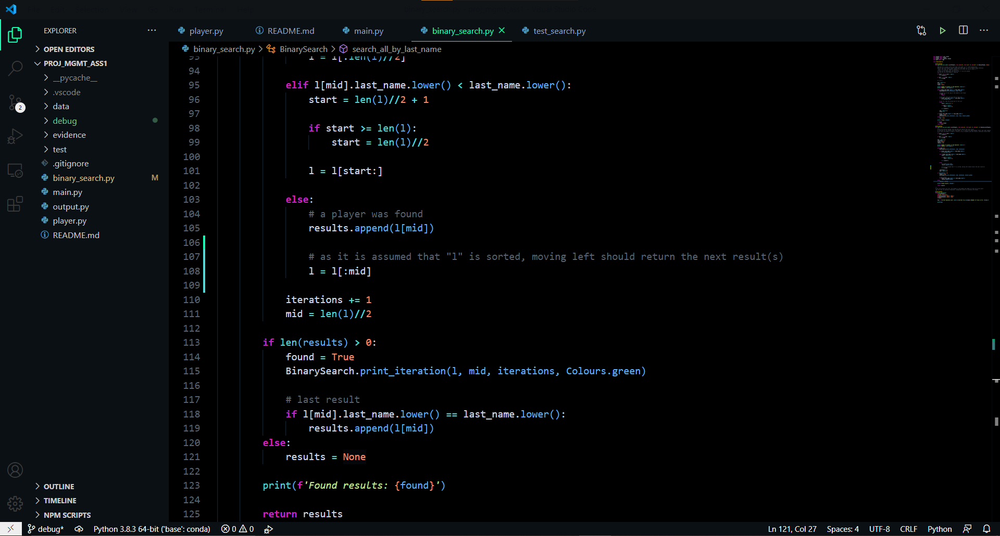 EXPLORER
OPEN EDITORS
PROJ_MGMT_ASS1
__pycache__
.vscode
data
debug
evidence
test
.gitignore
binary_search.py M
main.py
output.py
player.py
README.md
OUTLINE
TIMELINE
NPM SCRIPTS
2
player.py README.md main.py binary_search.py test_search.py
binary_search.py > BinarySearch > search_all_by_last_name
93 l = l[:len(l)//2]
94
95 elif l[mid].last_name.lower() < last_name.lower():
96 start = len(l)//2 + 1
97
98 if start >= len(l):
99 start = len(l)//2
100
101 l = l[start:]
102
103 else:
104 # a player was found
105 results.append(l[mid])
106
107 # as it is assumed that "l" is sorted, moving left should return the next result(s)
108 l = l[:mid]
109
110 iterations += 1
111 mid = len(l)//2
112
113 if len(results) > 0:
114 found = True
115 BinarySearch.print_iteration(l, mid, iterations, Colours.green)
116
117 # last result
118 if l[mid].last_name.lower() == last_name.lower():
119 results.append(l[mid])
120 else:
121 results = None
122
123 print(f'Found results: {found}')
124
125 return results
debug* Python 3.8.3 64-bit ('base': conda) 0 0 Ln 121, Col 27 Spaces: 4 UTF-8 CRLF Python